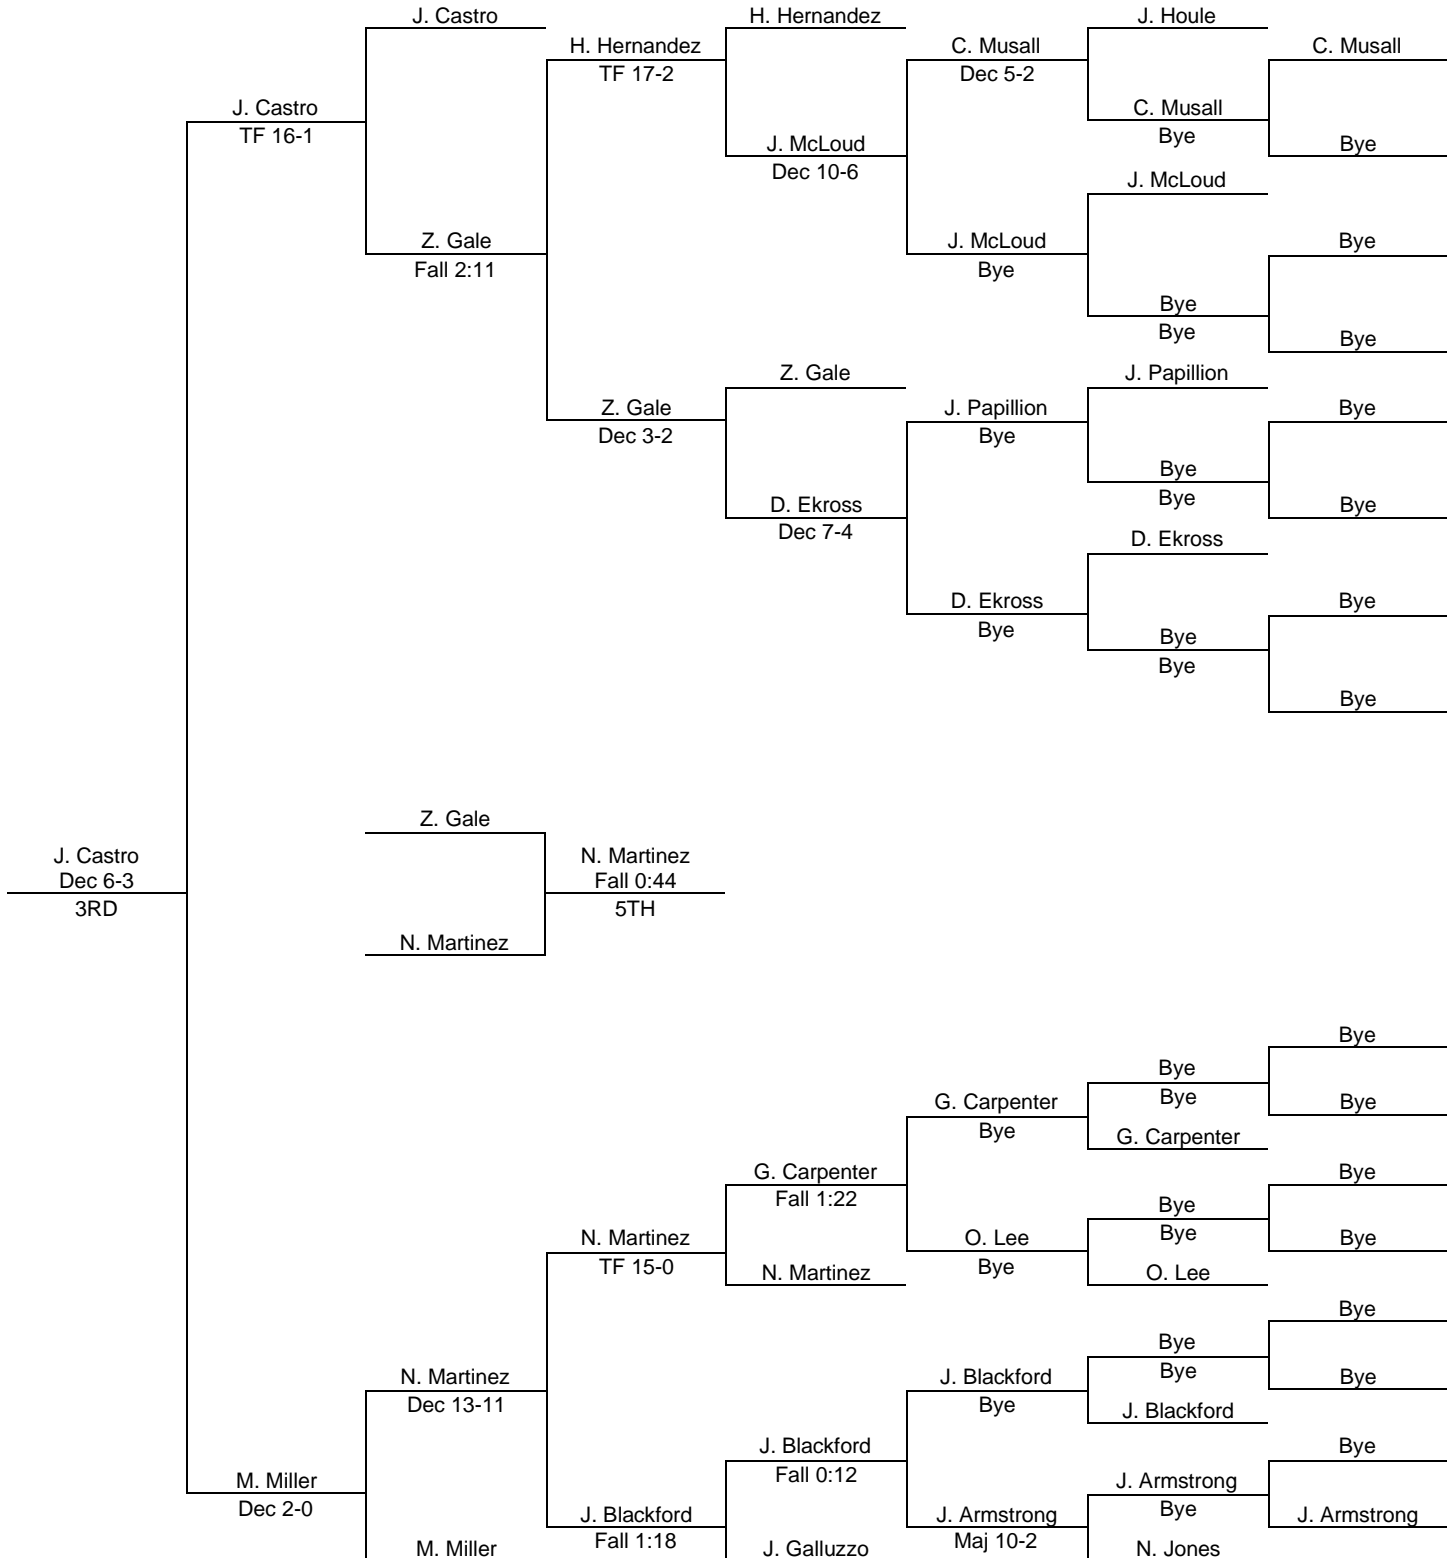 J. Castro
H. Hernandez
J. Houle
H. Hernandez
TF 17-2
C. Musall
Dec 5-2
C. Musall
J. Castro
TF 16-1
C. Musall
Bye
J. McLoud
Dec 10-6
Bye
J. McLoud
Z. Gale
Fall 2:11
J. McLoud
Bye
Bye
Bye
Bye
Bye
Z. Gale
J. Papillion
Z. Gale
Dec 3-2
J. Papillion
Bye
Bye
Bye
Bye
D. Ekross
Dec 7-4
Bye
D. Ekross
D. Ekross
Bye
Bye
Bye
Bye
Bye
Z. Gale
J. Castro
Dec 6-3
3RD
N. Martinez
Fall 0:44
5TH
N. Martinez
Bye
Bye
Bye
G. Carpenter
Bye
Bye
G. Carpenter
G. Carpenter
Fall 1:22
Bye
Bye
Bye
N. Martinez
TF 15-0
O. Lee
Bye
Bye
N. Martinez
O. Lee
Bye
Bye
Bye
N. Martinez
Dec 13-11
J. Blackford
Bye
Bye
J. Blackford
J. Blackford
Fall 0:12
Bye
M. Miller
Dec 2-0
J. Armstrong
Bye
J. Blackford
Fall 1:18
J. Armstrong
Maj 10-2
J. Armstrong
M. Miller
J. Galluzzo
N. Jones